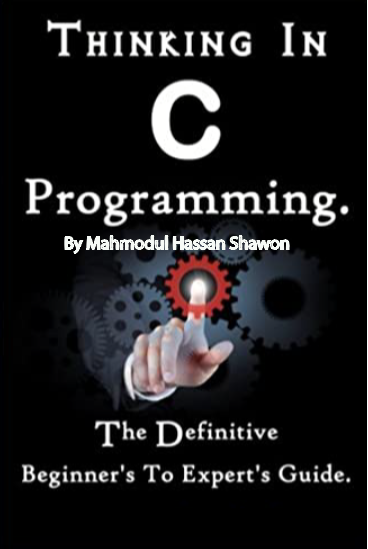 Thinking In
C
Programming.
By Mahmodul Hassan Shawon
The Definitive
Beginner's To Expert's Guide.